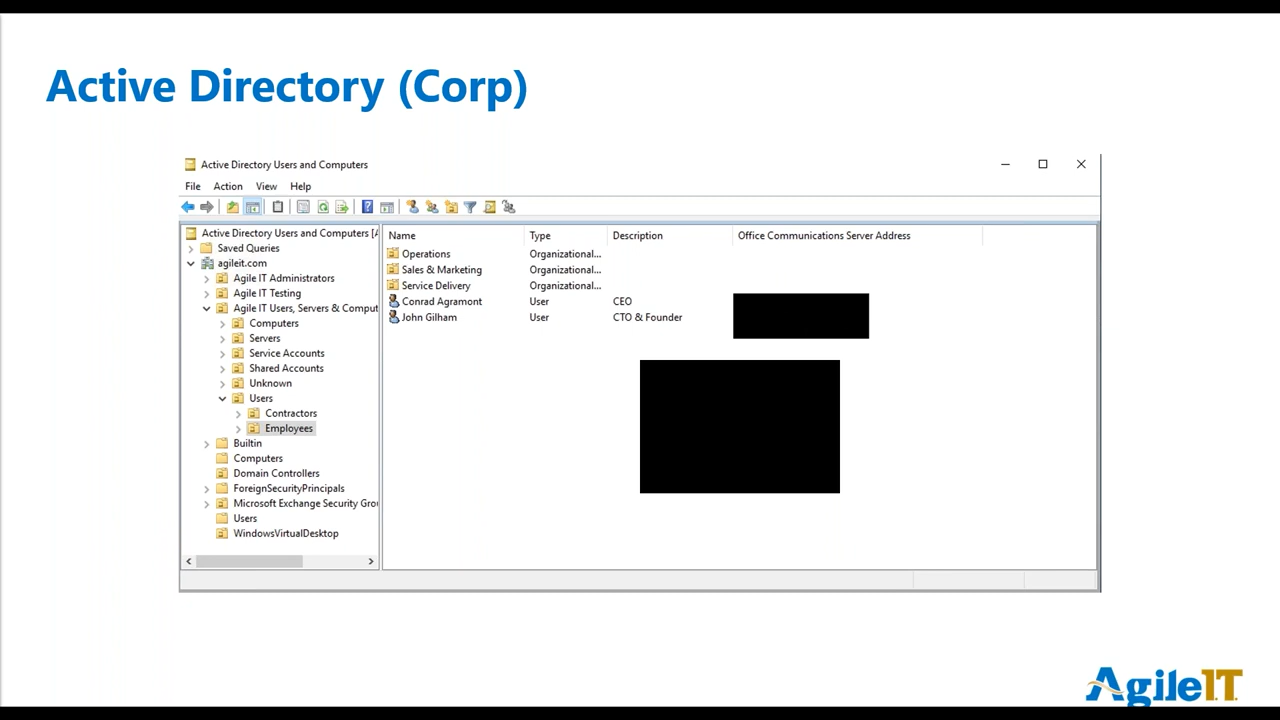 Active Directory (Corp)
Active Directory Users and Computers
File Action View Help
Active Directory Users and Computers [A
Saved Queries
agileit.com
Agile IT Administrators
Agile IT Testing
Agile IT Users, Servers & Comput
Computers
Servers
Service Accounts
Shared Accounts
Unknown
Users
Contractors
Employees
Builtin
Computers
Domain Controllers
ForeignSecurityPrincipals
Microsoft Exchange Security Grou
Users
WindowsVirtualDesktop
Name Type Description Office Communications Server Address
Operations Organizational...
Sales & Marketing Organizational...
Service Delivery Organizational...
Conrad Agramont User CEO
John Gilham User CTO & Founder
AgileIT